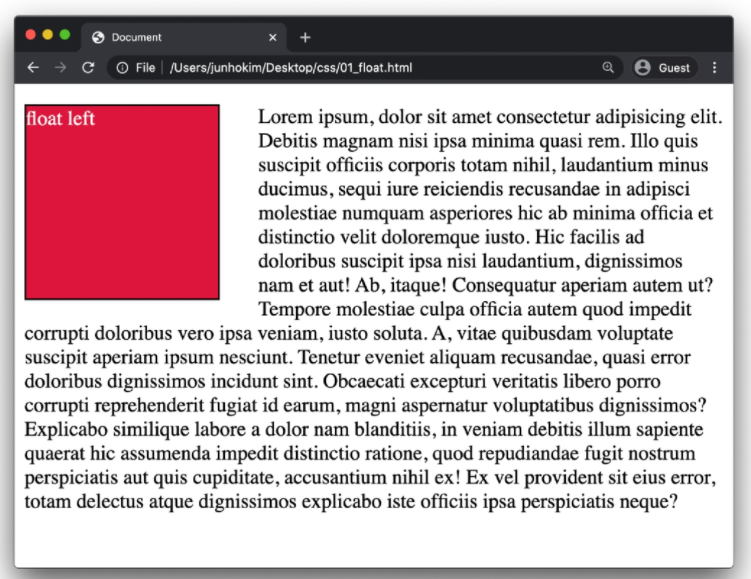 Document
File | /Users/junhokim/Desktop/css/01_float.html
Guest
float left
Lorem ipsum, dolor sit amet consectetur adipisicing elit.
Debitis magnam nisi ipsa minima quasi rem. Illo quis
suscipit officiis corporis totam nihil, laudantium minus
ducimus, sequi iure reiciendis recusandae in adipisci
molestiae numquam asperiores hic ab minima officia et
distinctio velit doloremque iusto. Hic facilis ad
doloribus suscipit ipsa nisi laudantium, dignissimos
nam et aut! Ab, itaque! Consequatur aperiam autem ut?
Tempore molestiae culpa officia autem quod impedit
corrupti doloribus vero ipsa veniam, iusto soluta. A, vitae quibusdam voluptate
suscipit aperiam ipsum nesciunt. Tenetur eveniet aliquam recusandae, quasi error
doloribus dignissimos incidunt sint. Obcaecati excepturi veritatis libero porro
corrupti reprehenderit fugiat id earum, magni aspernatur voluptatibus dignissimos?
Explicabo similique labore a dolor nam blanditiis, in veniam debitis illum sapiente
quaerat hic assumenda impedit distinctio ratione, quod repudiandae fugit nostrum
perspiciatis aut quis cupiditate, accusantium nihil ex! Ex vel provident sit eius error,
totam delectus atque dignissimos explicabo iste officiis ipsa perspiciatis neque?